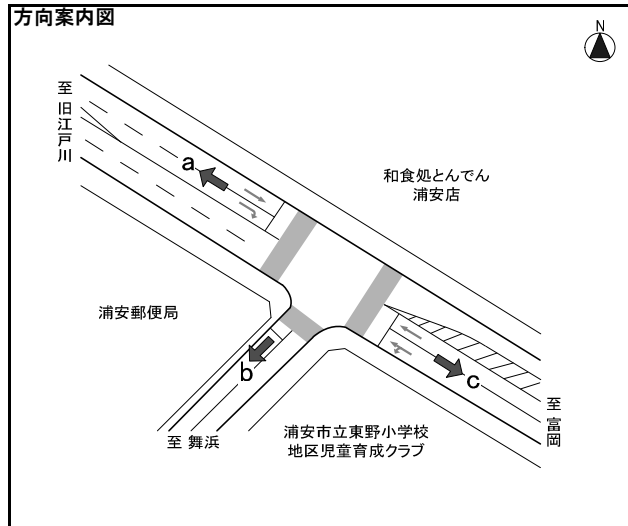 方向案内図
N
至 旧江戸川
a
和食処とんでん
浦安店
浦安郵便局
b
c
至 舞浜
浦安市立東野小学校
地区児童育成クラブ
至 富岡